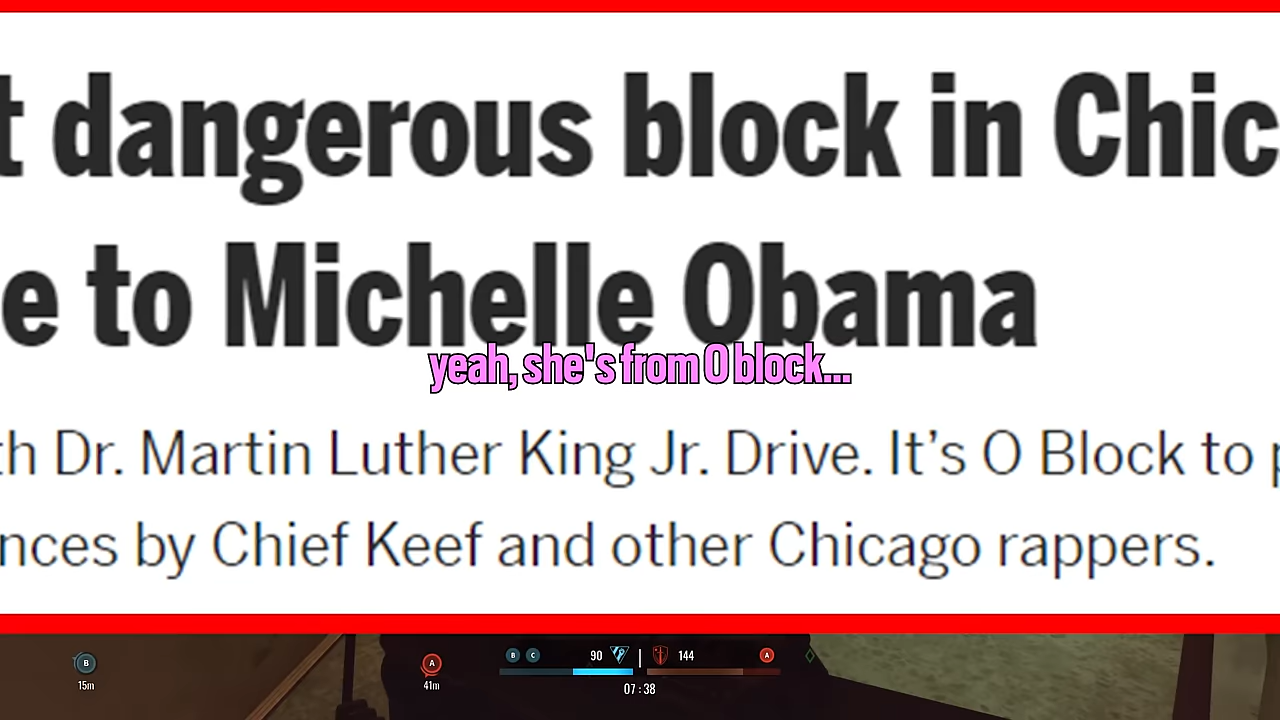 t dangerous block in Chic
e to Michelle Obama
yeah, she's from O block...
th Dr. Martin Luther King Jr. Drive. It’s O Block to p
nces by Chief Keef and other Chicago rappers.
B A B C 90 144 A
15m 41m 07:38